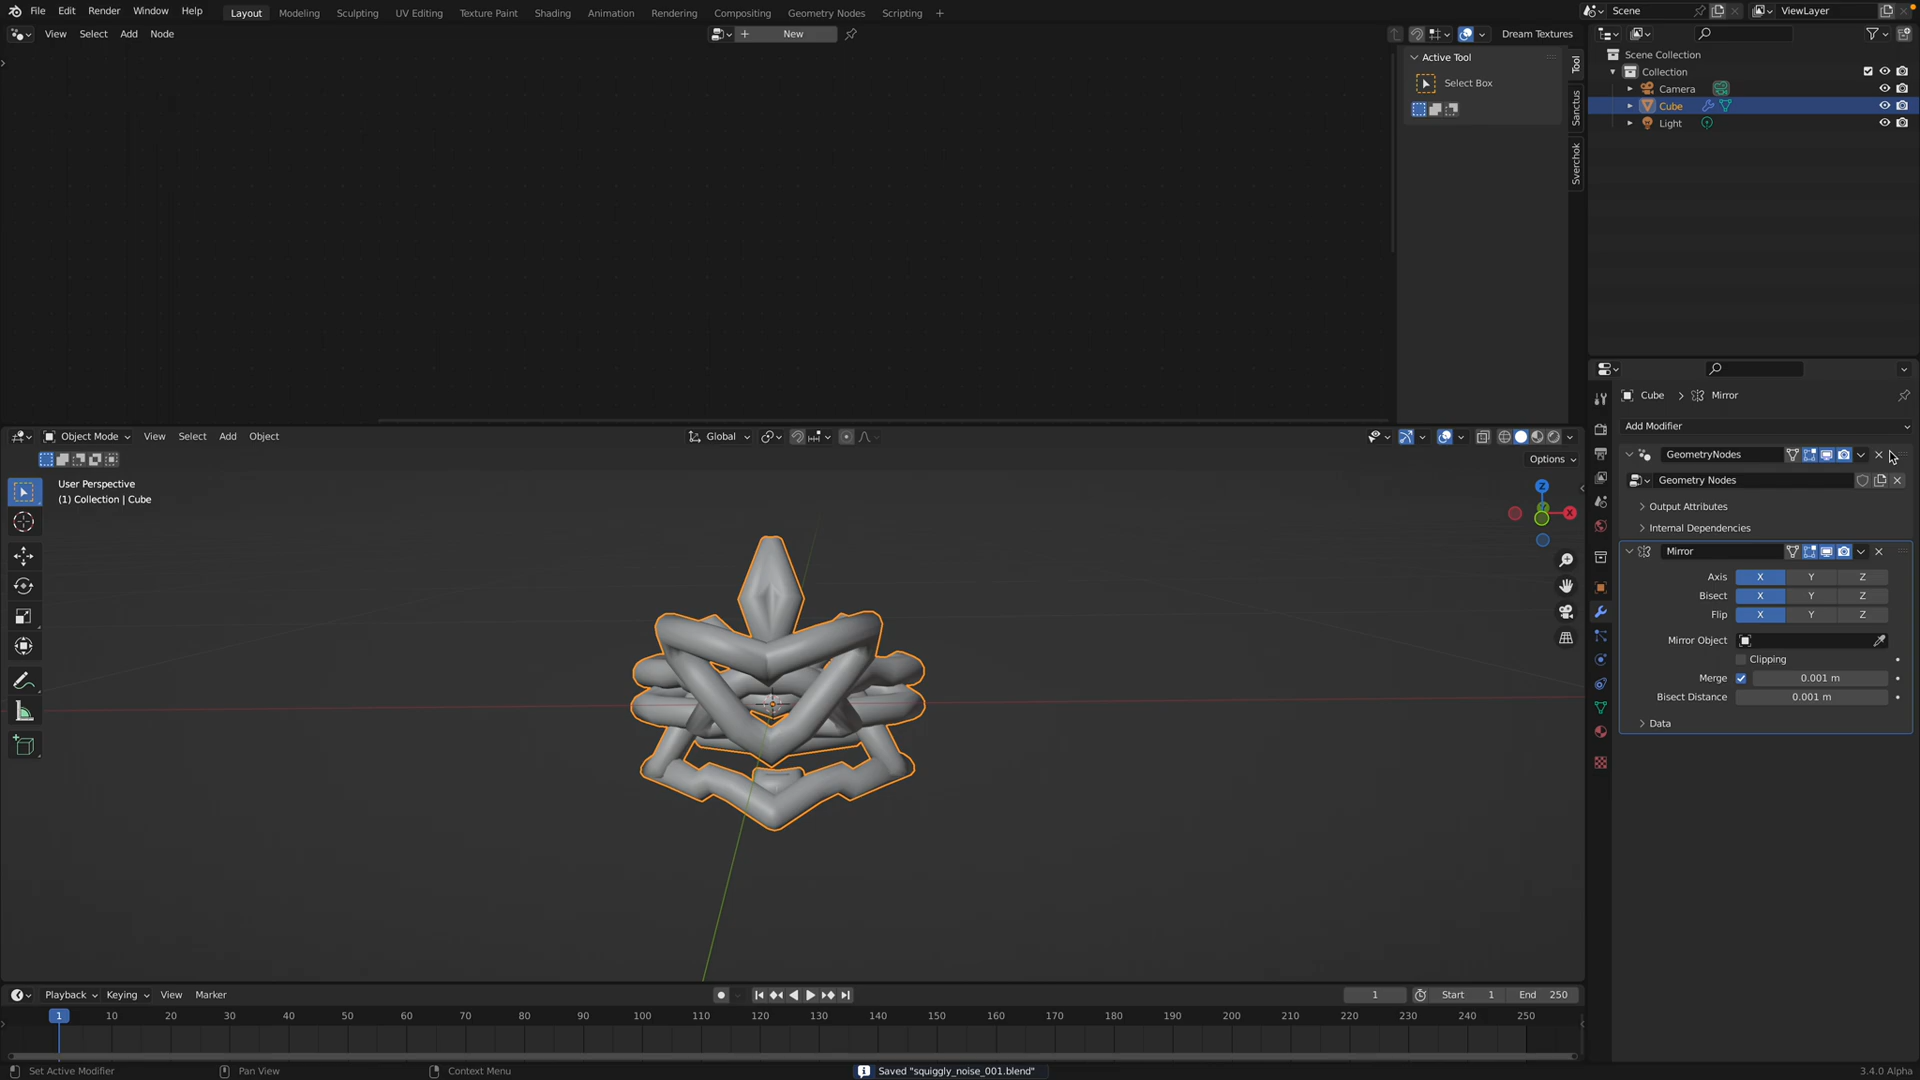 File Edit Render Window Help Layout Modeling Sculpting UV Editing Texture Paint Shading Animation Rendering Compositing Geometry Nodes Scripting + Scene ViewLayer
View Select Add Node New Dream Textures
Active Tool
Select Box
Tool
Sanctus
Sverchok
Scene Collection
Collection
Camera
Cube
Light
Cube Mirror
Add Modifier
GeometryNodes
Geometry Nodes
Output Attributes
Internal Dependencies
Mirror
Axis X Y Z
Bisect X Y Z
Flip X Y Z
Mirror Object
Clipping
Merge 0.001 m
Bisect Distance 0.001 m
Data
Object Mode View Select Add Object Global
Options
User Perspective
(1) Collection | Cube
Z
X
Playback Keying View Marker 1 Start 1 End 250
1 10 20 30 40 50 60 70 80 90 100 110 120 130 140 150 160 170 180 190 200 210 220 230 240 250
Set Active Modifier Pan View Context Menu Saved "squiggly_noise_001.blend" 3.4.0 Alpha